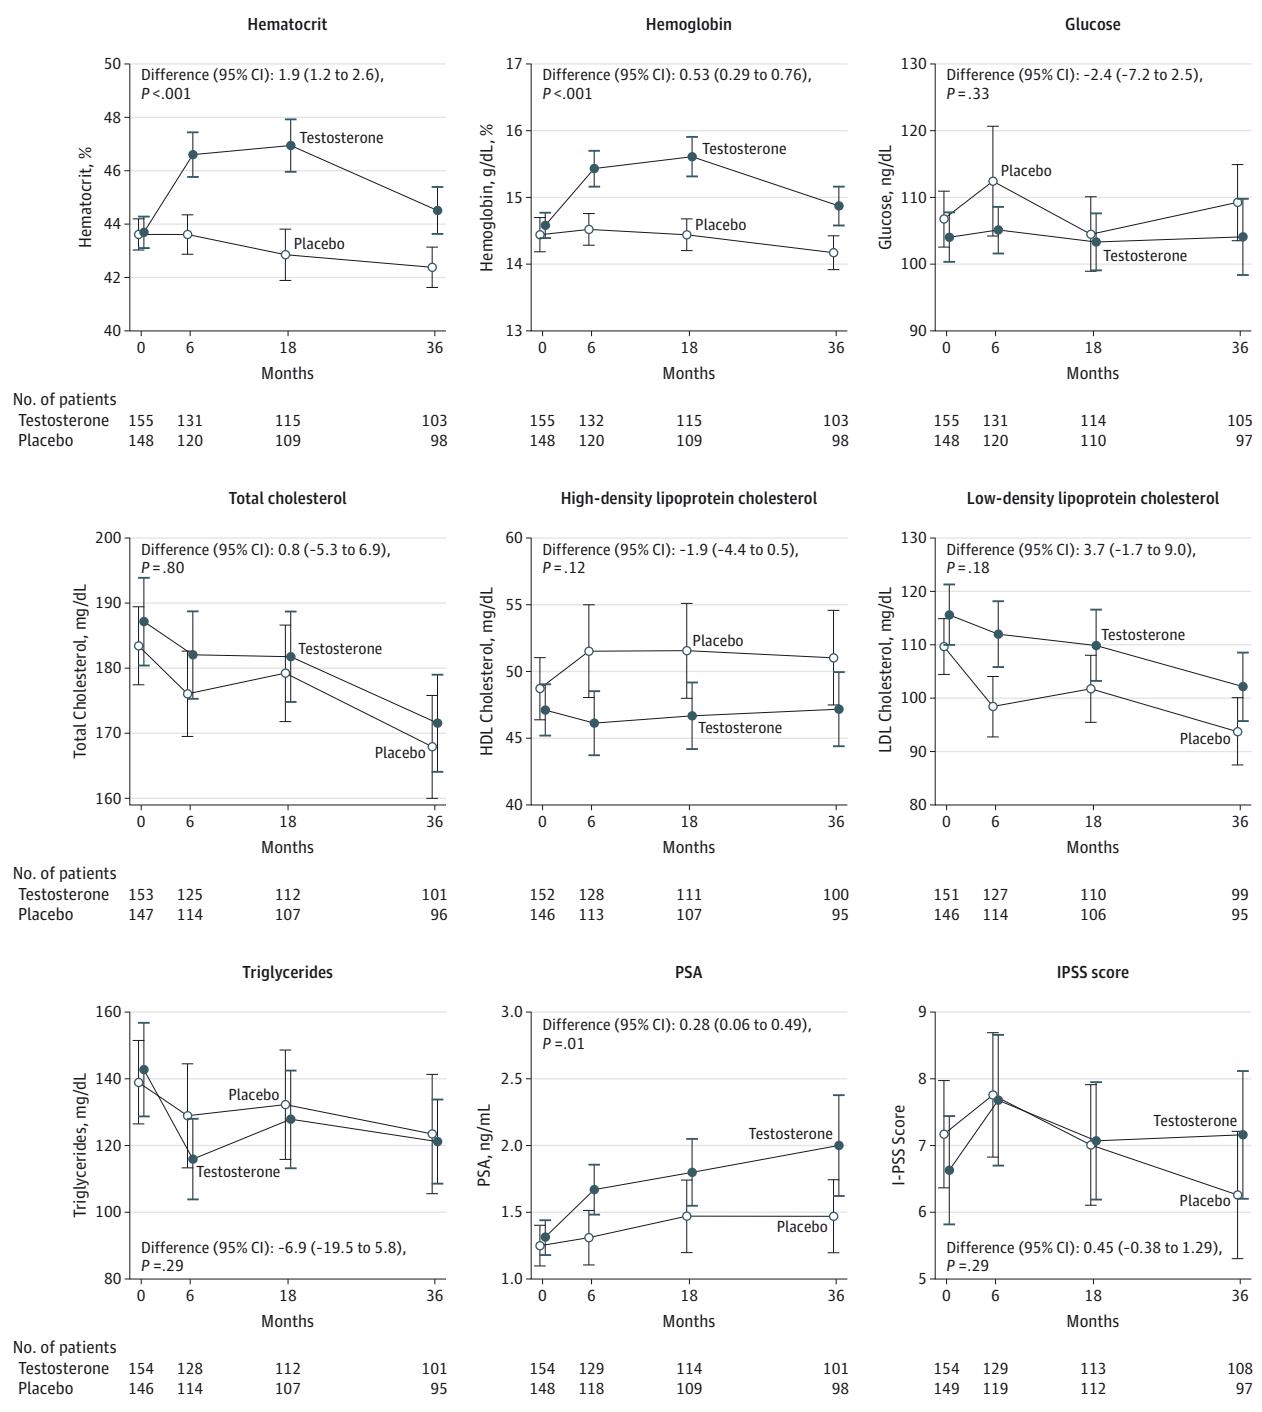 Hematocrit
50
48
46
44
42
40
Hematocrit, %
Difference (95% CI): 1.9 (1.2 to 2.6),
P <.001
Testosterone
Placebo
0 6 18 36
Months
No. of patients
Testosterone 155 131 115 103
Placebo 148 120 109 98
Hemoglobin
17
16
15
14
13
Hemoglobin, g/dL, %
Difference (95% CI): 0.53 (0.29 to 0.76),
P <.001
Testosterone
Placebo
0 6 18 36
Months
155 132 115 103
148 120 109 98
Glucose
130
120
110
100
90
Glucose, ng/dL
Difference (95% CI): -2.4 (-7.2 to 2.5),
P = .33
Placebo
Testosterone
0 6 18 36
Months
155 131 114 105
148 120 110 97
Total cholesterol
200
190
180
170
160
Total Cholesterol, mg/dL
Difference (95% CI): 0.8 (-5.3 to 6.9),
P = .80
Testosterone
Placebo
0 6 18 36
Months
No. of patients
Testosterone 153 125 112 101
Placebo 147 114 107 96
High-density lipoprotein cholesterol
60
55
50
45
40
HDL Cholesterol, mg/dL
Difference (95% CI): -1.9 (-4.4 to 0.5),
P = .12
Placebo
Testosterone
0 6 18 36
Months
152 128 111 100
146 113 107 95
Low-density lipoprotein cholesterol
130
120
110
100
90
80
LDL Cholesterol, mg/dL
Difference (95% CI): 3.7 (-1.7 to 9.0),
P = .18
Testosterone
Placebo
0 6 18 36
Months
151 127 110 99
146 114 106 95
Triglycerides
160
140
120
100
80
Triglycerides, mg/dL
Placebo
Testosterone
Difference (95% CI): -6.9 (-19.5 to 5.8),
P = .29
0 6 18 36
Months
No. of patients
Testosterone 154 128 112 101
Placebo 146 114 107 95
PSA
3.0
2.5
2.0
1.5
1.0
PSA, ng/mL
Difference (95% CI): 0.28 (0.06 to 0.49),
P = .01
Testosterone
Placebo
0 6 18 36
Months
154 129 114 101
148 118 109 98
IPSS score
9
8
7
6
5
I-PSS Score
Testosterone
Placebo
Difference (95% CI): 0.45 (-0.38 to 1.29),
P = .29
0 6 18 36
Months
154 129 113 108
149 119 112 97